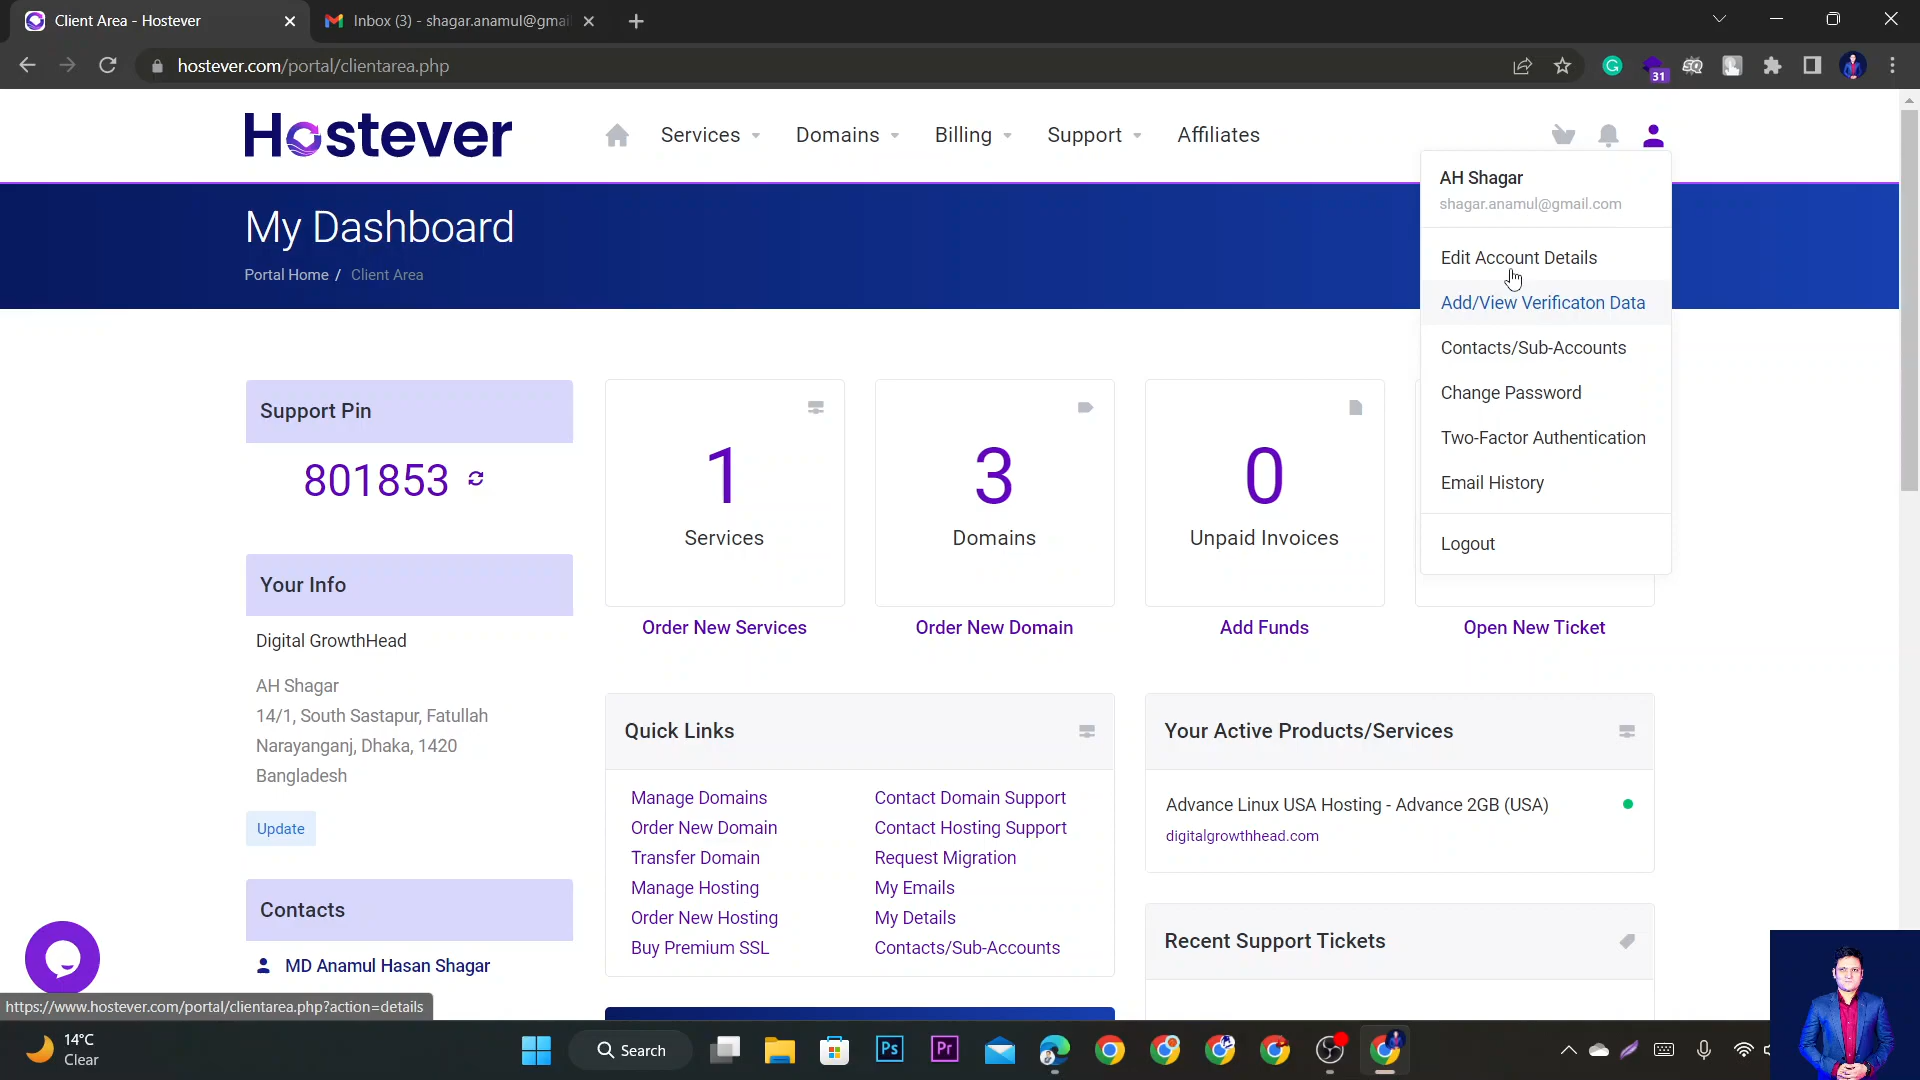 Client Area - Hostever
Inbox (3) - shagar.anamul@gmai
hostever.com/portal/clientarea.php
31
Hostever
Services
Domains
Billing
Support
Affiliates
AH Shagar
shagar.anamul@gmail.com
Edit Account Details
Add/View Verificaton Data
Contacts/Sub-Accounts
Change Password
Two-Factor Authentication
Email History
Logout
My Dashboard
Portal Home / Client Area
Support Pin
801853
1
Services
Order New Services
3
Domains
Order New Domain
0
Unpaid Invoices
Add Funds
Open New Ticket
Your Info
Digital GrowthHead
AH Shagar
14/1, South Sastapur, Fatullah
Narayanganj, Dhaka, 1420
Bangladesh
Update
Contacts
MD Anamul Hasan Shagar
Quick Links
Manage Domains
Order New Domain
Transfer Domain
Manage Hosting
Order New Hosting
Buy Premium SSL
Contact Domain Support
Contact Hosting Support
Request Migration
My Emails
My Details
Contacts/Sub-Accounts
Your Active Products/Services
Advance Linux USA Hosting - Advance 2GB (USA)
digitalgrowthhead.com
Recent Support Tickets
https://www.hostever.com/portal/clientarea.php?action=details
14°C
Clear
Search
Ps
Pr